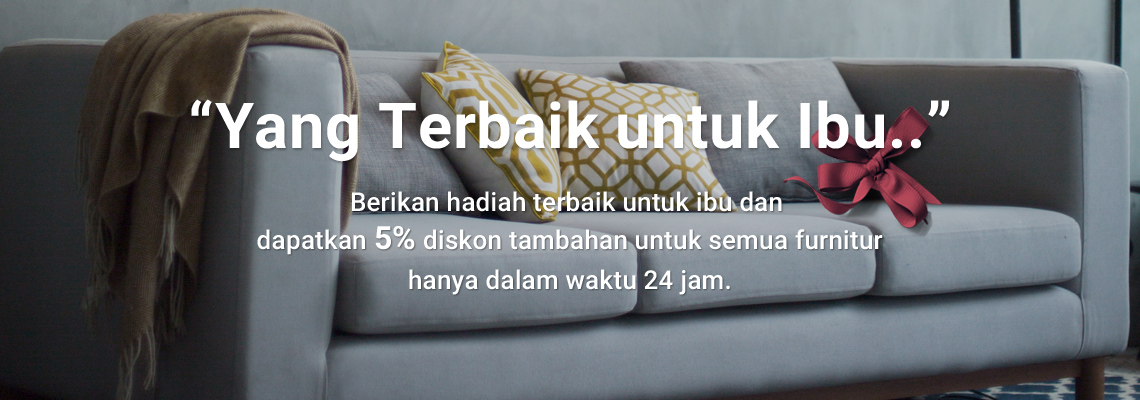 “Yang Terbaik untuk Ibu..”
Berikan hadiah terbaik untuk ibu dan
dapatkan 5% diskon tambahan untuk semua furnitur
hanya dalam waktu 24 jam.